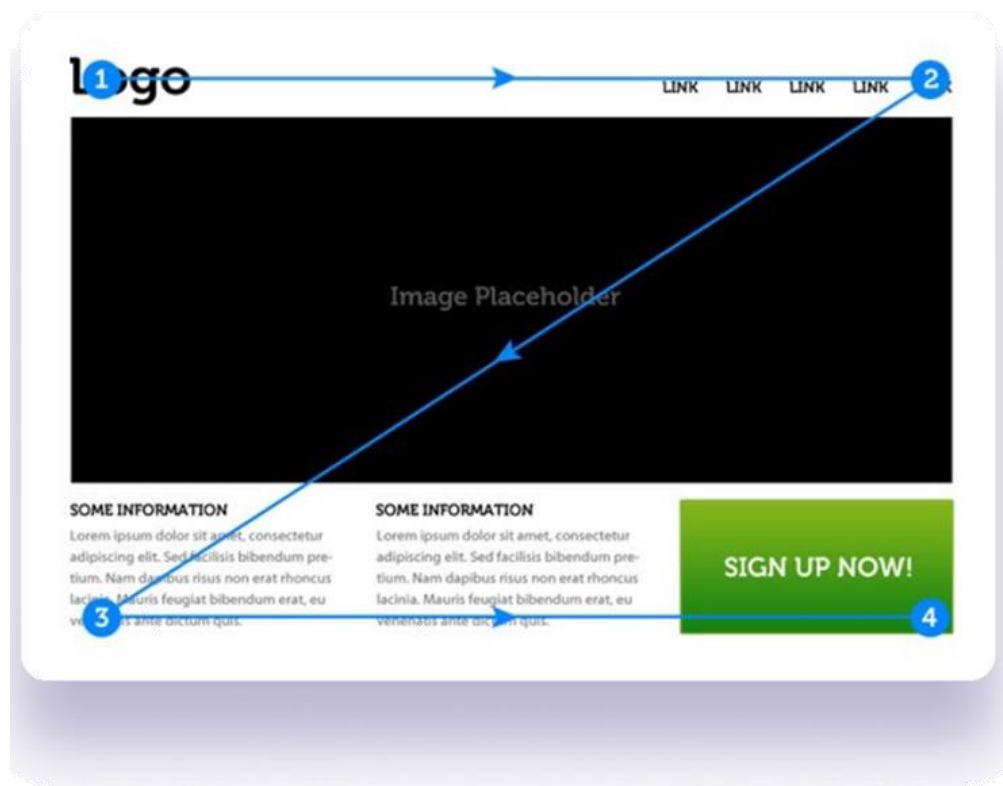 logo
1
LINK LINK LINK LINK
2
Image Placeholder
SOME INFORMATION
Lorem ipsum dolor sit amet, consectetur
adipiscing elit. Sed facilisis bibendum pre-
tium. Nam dapibus risus non erat rhoncus
lacinia. Mauris feugiat bibendum erat, eu
venenatis ante dictum quis.
3
SOME INFORMATION
Lorem ipsum dolor sit amet, consectetur
adipiscing elit. Sed facilisis bibendum pre-
tium. Nam dapibus risus non erat rhoncus
lacinia. Mauris feugiat bibendum erat, eu
venenatis ante dictum quis.
SIGN UP NOW!
4